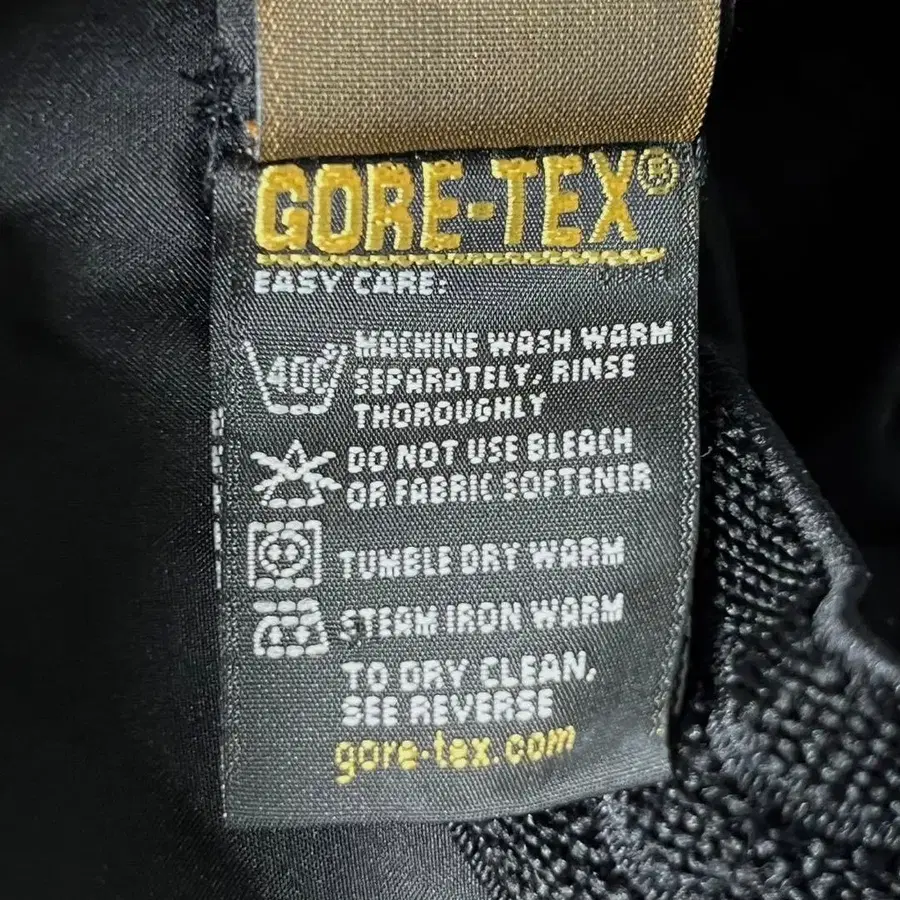 GORE-TEX®
EASY CARE:
40C MACHINE WASH WARM
SEPARATELY, RINSE
THOROUGHLY
DO NOT USE BLEACH
OR FABRIC SOFTENER
TUMBLE DRY WARM
STEAM IRON WARM
TO DRY CLEAN,
SEE REVERSE
gore-tex.com